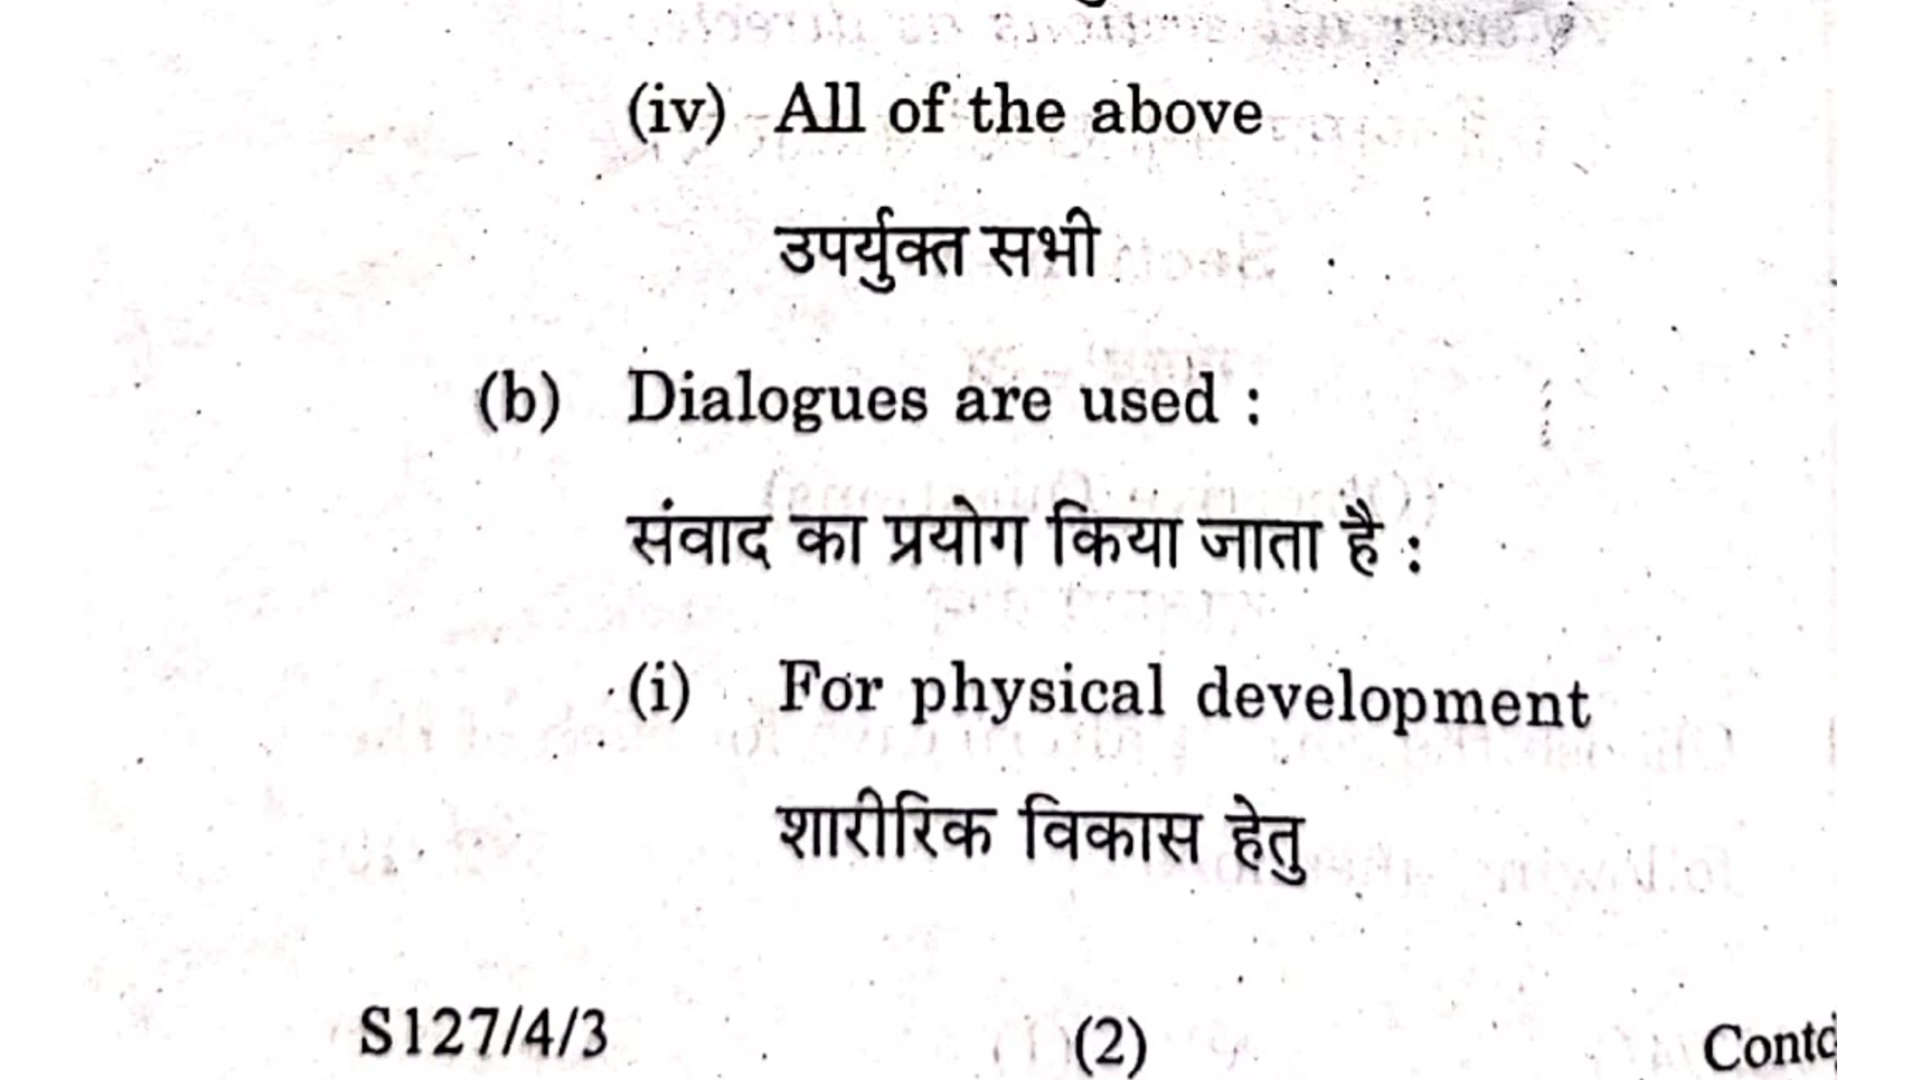 (iv) All of the above
उपर्युक्त सभी
(b) Dialogues are used :
संवाद का प्रयोग किया जाता है :
(i) For physical development
शारीरिक विकास हेतु
S127/4/3 (2) Contd